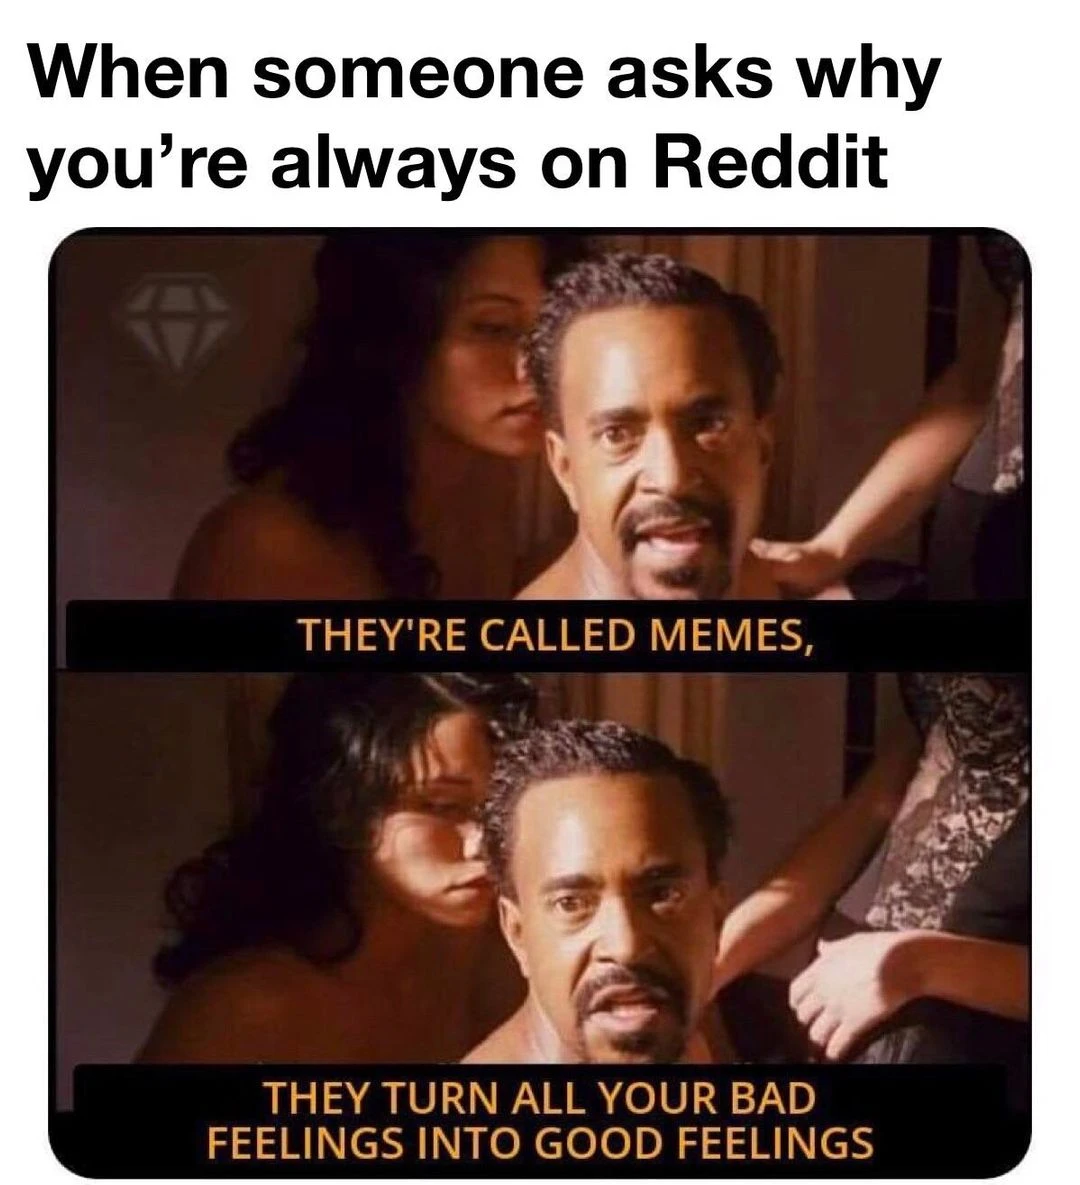 When someone asks why
you’re always on Reddit
THEY'RE CALLED MEMES,
THEY TURN ALL YOUR BAD
FEELINGS INTO GOOD FEELINGS